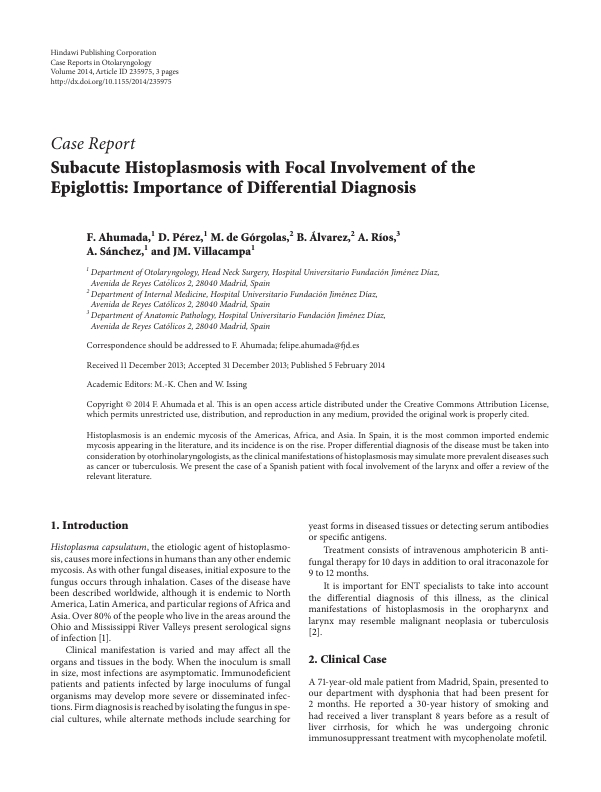 Hindawi Publishing Corporation
Case Reports in Otolaryngology
Volume 2014, Article ID 235975, 3 pages
http://dx.doi.org/10.1155/2014/235975
Case Report
Subacute Histoplasmosis with Focal Involvement of the
Epiglottis: Importance of Differential Diagnosis
F. Ahumada,1 D. Pérez,1 M. de Górgolas,2 B. Álvarez,2 A. Ríos,3
A. Sánchez,1 and JM. Villacampa1
1 Department of Otolaryngology, Head Neck Surgery, Hospital Universitario Fundación Jiménez Díaz,
Avenida de Reyes Católicos 2, 28040 Madrid, Spain
2 Department of Internal Medicine, Hospital Universitario Fundación Jiménez Díaz,
Avenida de Reyes Católicos 2, 28040 Madrid, Spain
3 Department of Anatomic Pathology, Hospital Universitario Fundación Jiménez Díaz,
Avenida de Reyes Católicos 2, 28040 Madrid, Spain
Correspondence should be addressed to F. Ahumada; felipe.ahumada@fjd.es
Received 11 December 2013; Accepted 31 December 2013; Published 5 February 2014
Academic Editors: M.-K. Chen and W. Issing
Copyright © 2014 F. Ahumada et al. This is an open access article distributed under the Creative Commons Attribution License,
which permits unrestricted use, distribution, and reproduction in any medium, provided the original work is properly cited.
Histoplasmosis is an endemic mycosis of the Americas, Africa, and Asia. In Spain, it is the most common imported endemic
mycosis appearing in the literature, and its incidence is on the rise. Proper differential diagnosis of the disease must be taken into
consideration by otorhinolaryngologists, as the clinical manifestations of histoplasmosis may simulate more prevalent diseases such
as cancer or tuberculosis. We present the case of a Spanish patient with focal involvement of the larynx and offer a review of the
relevant literature.
1. Introduction
Histoplasma capsulatum, the etiologic agent of histoplasmo-
sis, causes more infections in humans than any other endemic
mycosis. As with other fungal diseases, initial exposure to the
fungus occurs through inhalation. Cases of the disease have
been described worldwide, although it is endemic to North
America, Latin America, and particular regions of Africa and
Asia. Over 80% of the people who live in the areas around the
Ohio and Mississippi River Valleys present serological signs
of infection [1].
Clinical manifestation is varied and may affect all the
organs and tissues in the body. When the inoculum is small
in size, most infections are asymptomatic. Immunodeficient
patients and patients infected by large inoculums of fungal
organisms may develop more severe or disseminated infec-
tions. Firm diagnosis is reached by isolating the fungus in spe-
cial cultures, while alternate methods include searching for
yeast forms in diseased tissues or detecting serum antibodies
or specific antigens.
Treatment consists of intravenous amphotericin B anti-
fungal therapy for 10 days in addition to oral itraconazole for
9 to 12 months.
It is important for ENT specialists to take into account
the differential diagnosis of this illness, as the clinical
manifestations of histoplasmosis in the oropharynx and
larynx may resemble malignant neoplasia or tuberculosis
[2].
2. Clinical Case
A 71-year-old male patient from Madrid, Spain, presented to
our department with dysphonia that had been present for
2 months. He reported a 30-year history of smoking and
had received a liver transplant 8 years before as a result of
liver cirrhosis, for which he was undergoing chronic
immunosuppressant treatment with mycophenolate mofetil.